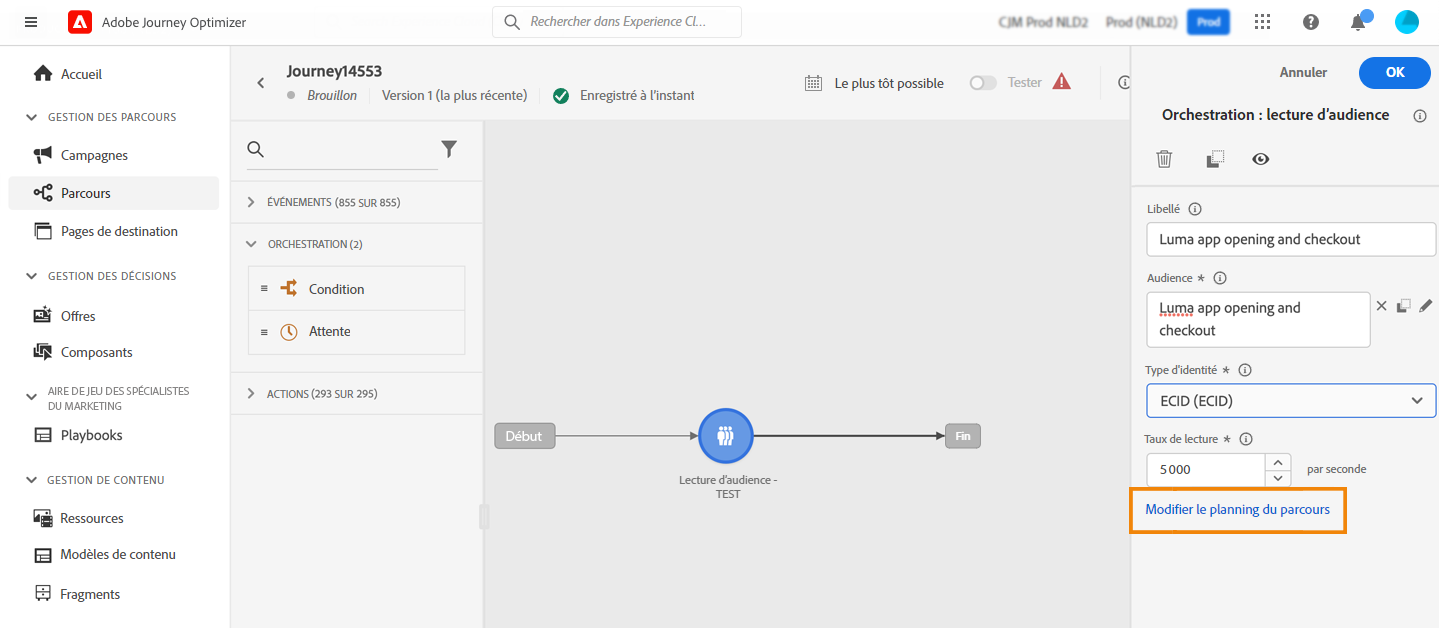 Adobe Journey Optimizer
Rechercher dans Experience Cl...
CJM Prod NLD2
Prod (NLD2)
Prod
Accueil
GESTION DES PARCOURS
Campagnes
Parcours
Pages de destination
GESTION DES DÉCISIONS
Offres
Composants
AIRE DE JEU DES SPÉCIALISTES
DU MARKETING
Playbooks
GESTION DE CONTENU
Ressources
Modèles de contenu
Fragments
Journey14553
Brouillon
Version 1 (la plus récente)
Enregistré à l'instant
Le plus tôt possible
Tester
ÉVÉNEMENTS (855 SUR 855)
ORCHESTRATION (2)
Condition
Attente
ACTIONS (293 SUR 295)
Début
Lecture d'audience -
TEST
Fin
Annuler
OK
Orchestration : lecture d'audience
Libellé
Luma app opening and checkout
Audience *
Luma app opening and
checkout
Type d'identité *
ECID (ECID)
Taux de lecture *
5 000
par seconde
Modifier le planning du parcours